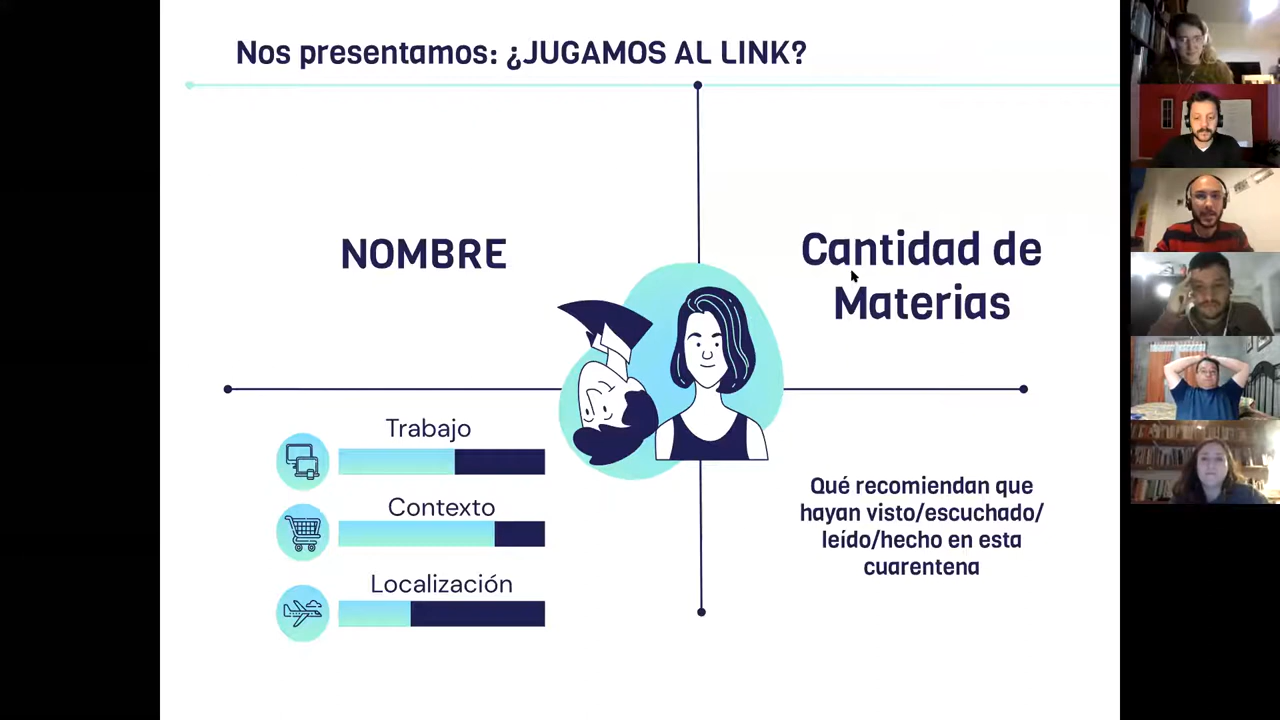 Nos presentamos: ¿JUGAMOS AL LINK?
NOMBRE
Cantidad de
Materias
Trabajo
Contexto
Localización
Qué recomiendan que
hayan visto/escuchado/
leído/hecho en esta
cuarentena